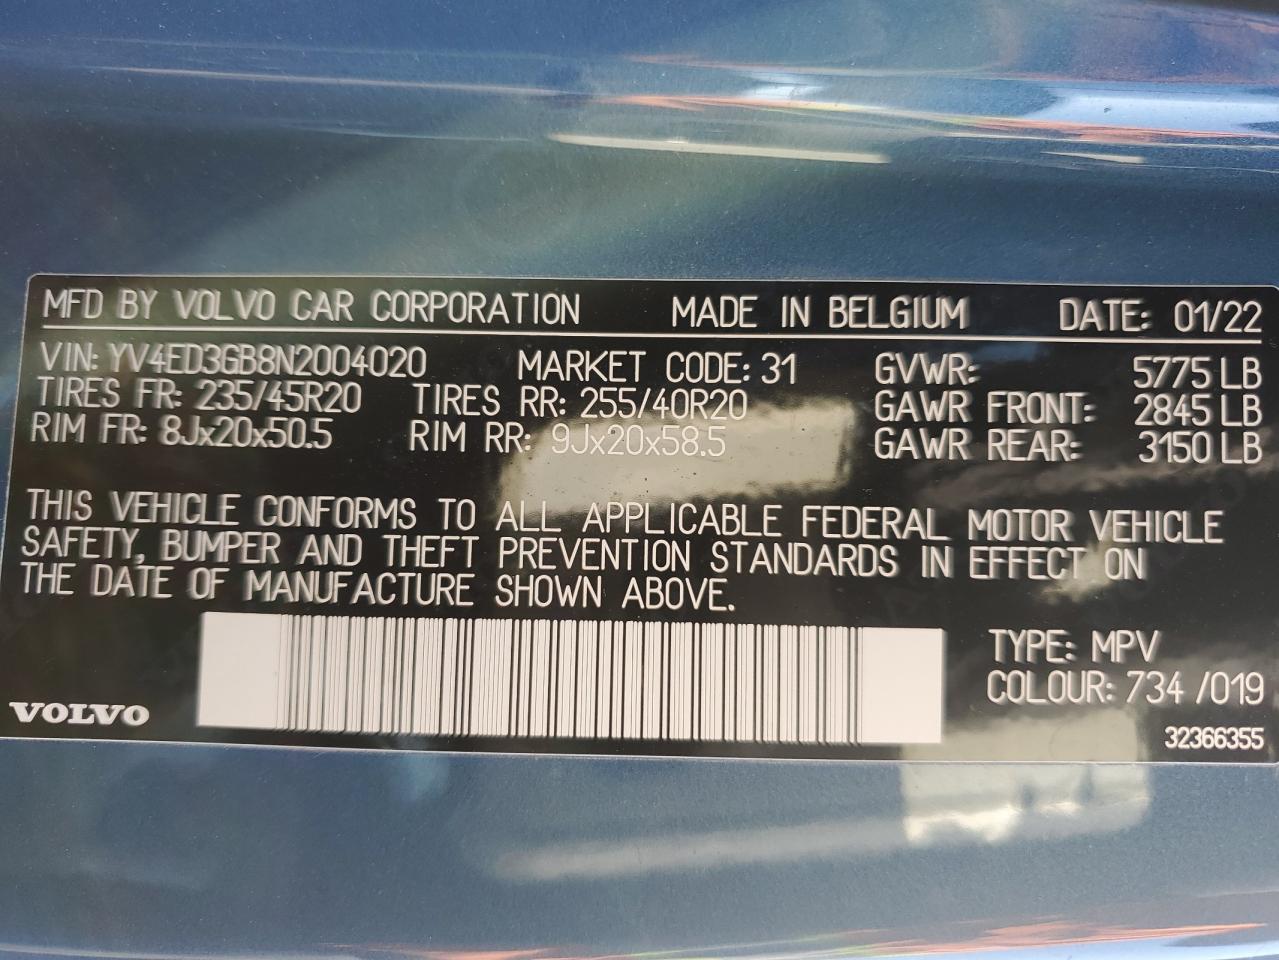 MFD BY VOLVO CAR CORPORATION MADE IN BELGIUM DATE: 01/22
VIN: YV4ED3GB8N2004020 MARKET CODE: 31 GVWR: 5775 LB
TIRES FR: 235/45R20 TIRES RR: 255/40R20 GAWR FRONT: 2845 LB
RIM FR: 8Jx20x50.5 RIM RR: 9Jx20x58.5 GAWR REAR: 3150 LB
THIS VEHICLE CONFORMS TO ALL APPLICABLE FEDERAL MOTOR VEHICLE
SAFETY, BUMPER AND THEFT PREVENTION STANDARDS IN EFFECT ON
THE DATE OF MANUFACTURE SHOWN ABOVE.
TYPE: MPV
COLOUR: 734 /019
VOLVO
32366355